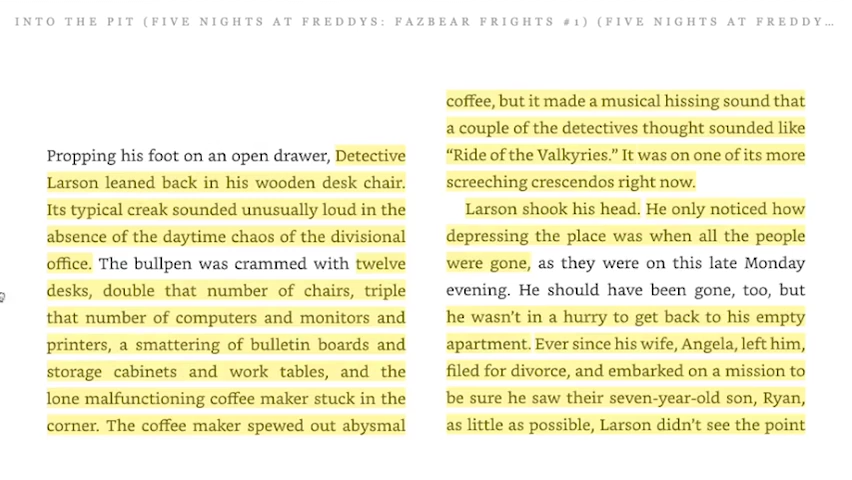 INTO THE PIT (FIVE NIGHTS AT FREDDYS: FAZBEAR FRIGHTS #1) (FIVE NIGHTS AT FREDDY...
Propping his foot on an open drawer, Detective
Larson leaned back in his wooden desk chair.
Its typical creak sounded unusually loud in the
absence of the daytime chaos of the divisional
office. The bullpen was crammed with twelve
desks, double that number of chairs, triple
that number of computers and monitors and
printers, a smattering of bulletin boards and
storage cabinets and work tables, and the
lone malfunctioning coffee maker stuck in the
corner. The coffee maker spewed out abysmal
coffee, but it made a musical hissing sound that
a couple of the detectives thought sounded like
“Ride of the Valkyries.” It was on one of its more
screeching crescendos right now.
Larson shook his head. He only noticed how
depressing the place was when all the people
were gone, as they were on this late Monday
evening. He should have been gone, too, but
he wasn’t in a hurry to get back to his empty
apartment. Ever since his wife, Angela, left him,
filed for divorce, and embarked on a mission to
be sure he saw their seven-year-old son, Ryan,
as little as possible, Larson didn’t see the point